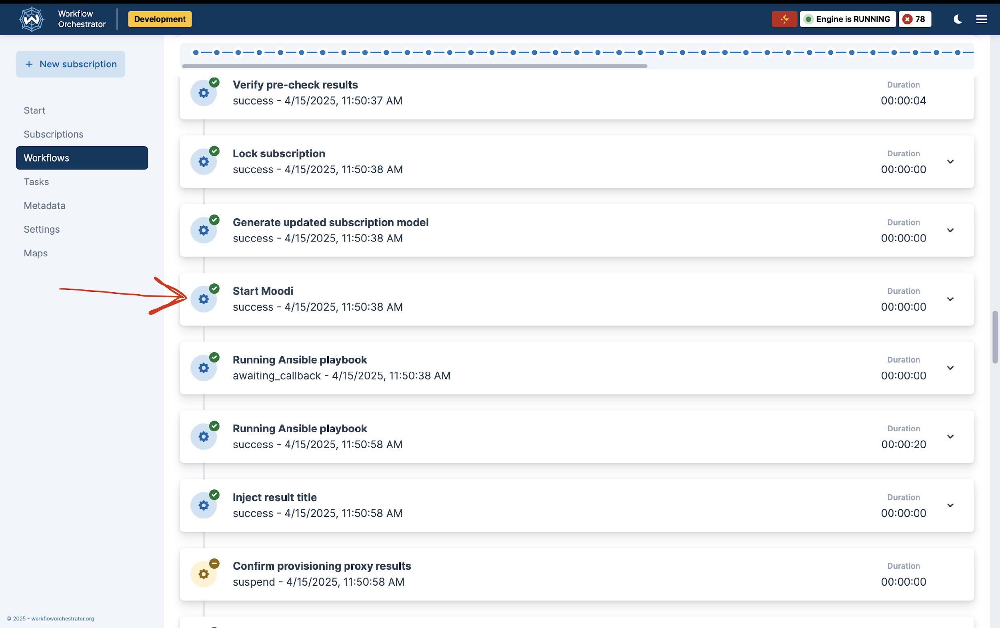 Workflow
Orchestrator
Development
Engine is RUNNING
78
+ New subscription
Start
Subscriptions
Workflows
Tasks
Metadata
Settings
Maps
Verify pre-check results
success - 4/15/2025, 11:50:37 AM
Duration
00:00:04
Lock subscription
success - 4/15/2025, 11:50:38 AM
Duration
00:00:00
Generate updated subscription model
success - 4/15/2025, 11:50:38 AM
Duration
00:00:00
Start Moodi
success - 4/15/2025, 11:50:38 AM
Duration
00:00:00
Running Ansible playbook
awaiting_callback - 4/15/2025, 11:50:38 AM
Duration
00:00:00
Running Ansible playbook
success - 4/15/2025, 11:50:58 AM
Duration
00:00:20
Inject result title
success - 4/15/2025, 11:50:58 AM
Duration
00:00:00
Confirm provisioning proxy results
suspend - 4/15/2025, 11:50:58 AM
Duration
00:00:00
© 2025 - workfloworchestrator.org